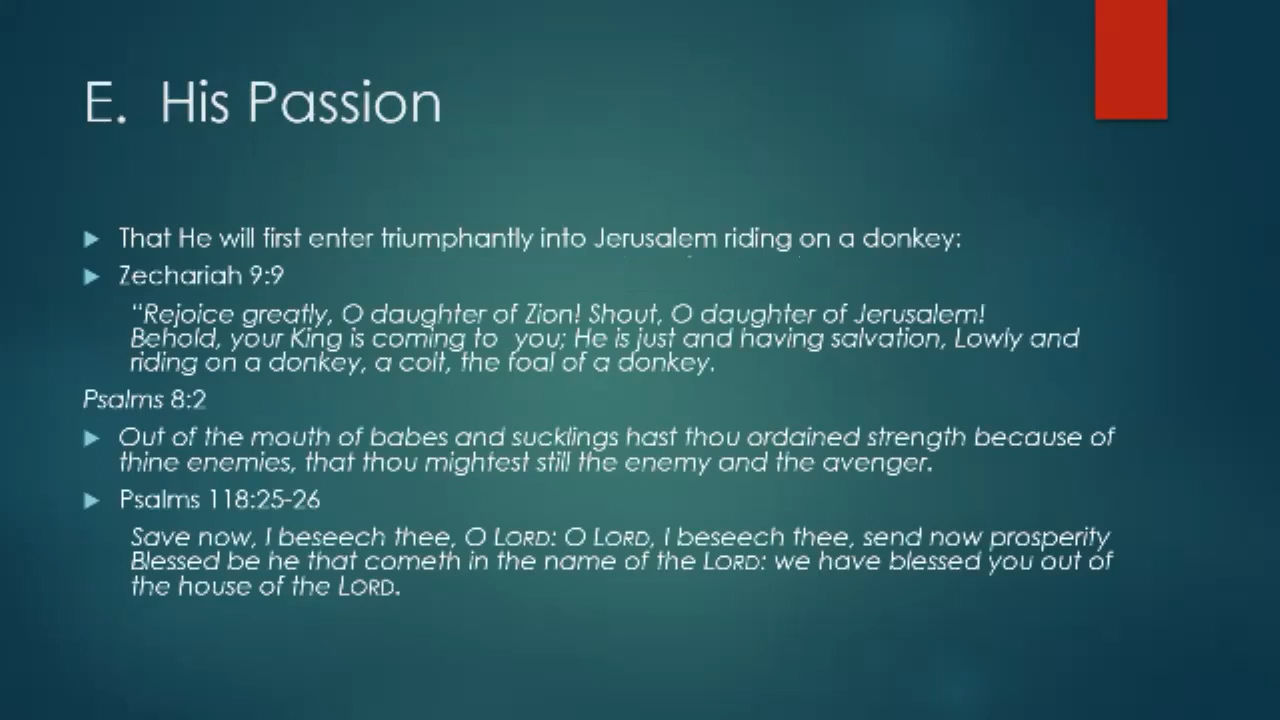 E. His Passion
That He will first enter triumphantly into Jerusalem riding on a donkey:
Zechariah 9:9
“Rejoice greatly, O daughter of Zion! Shout, O daughter of Jerusalem!
Behold, your King is coming to you; He is just and having salvation, Lowly and
riding on a donkey, a colt, the foal of a donkey.
Psalms 8:2
Out of the mouth of babes and sucklings hast thou ordained strength because of
thine enemies, that thou mightest still the enemy and the avenger.
Psalms 118:25-26
Save now, I beseech thee, O LORD: O LORD, I beseech thee, send now prosperity
Blessed be he that cometh in the name of the LORD: we have blessed you out of
the house of the LORD.